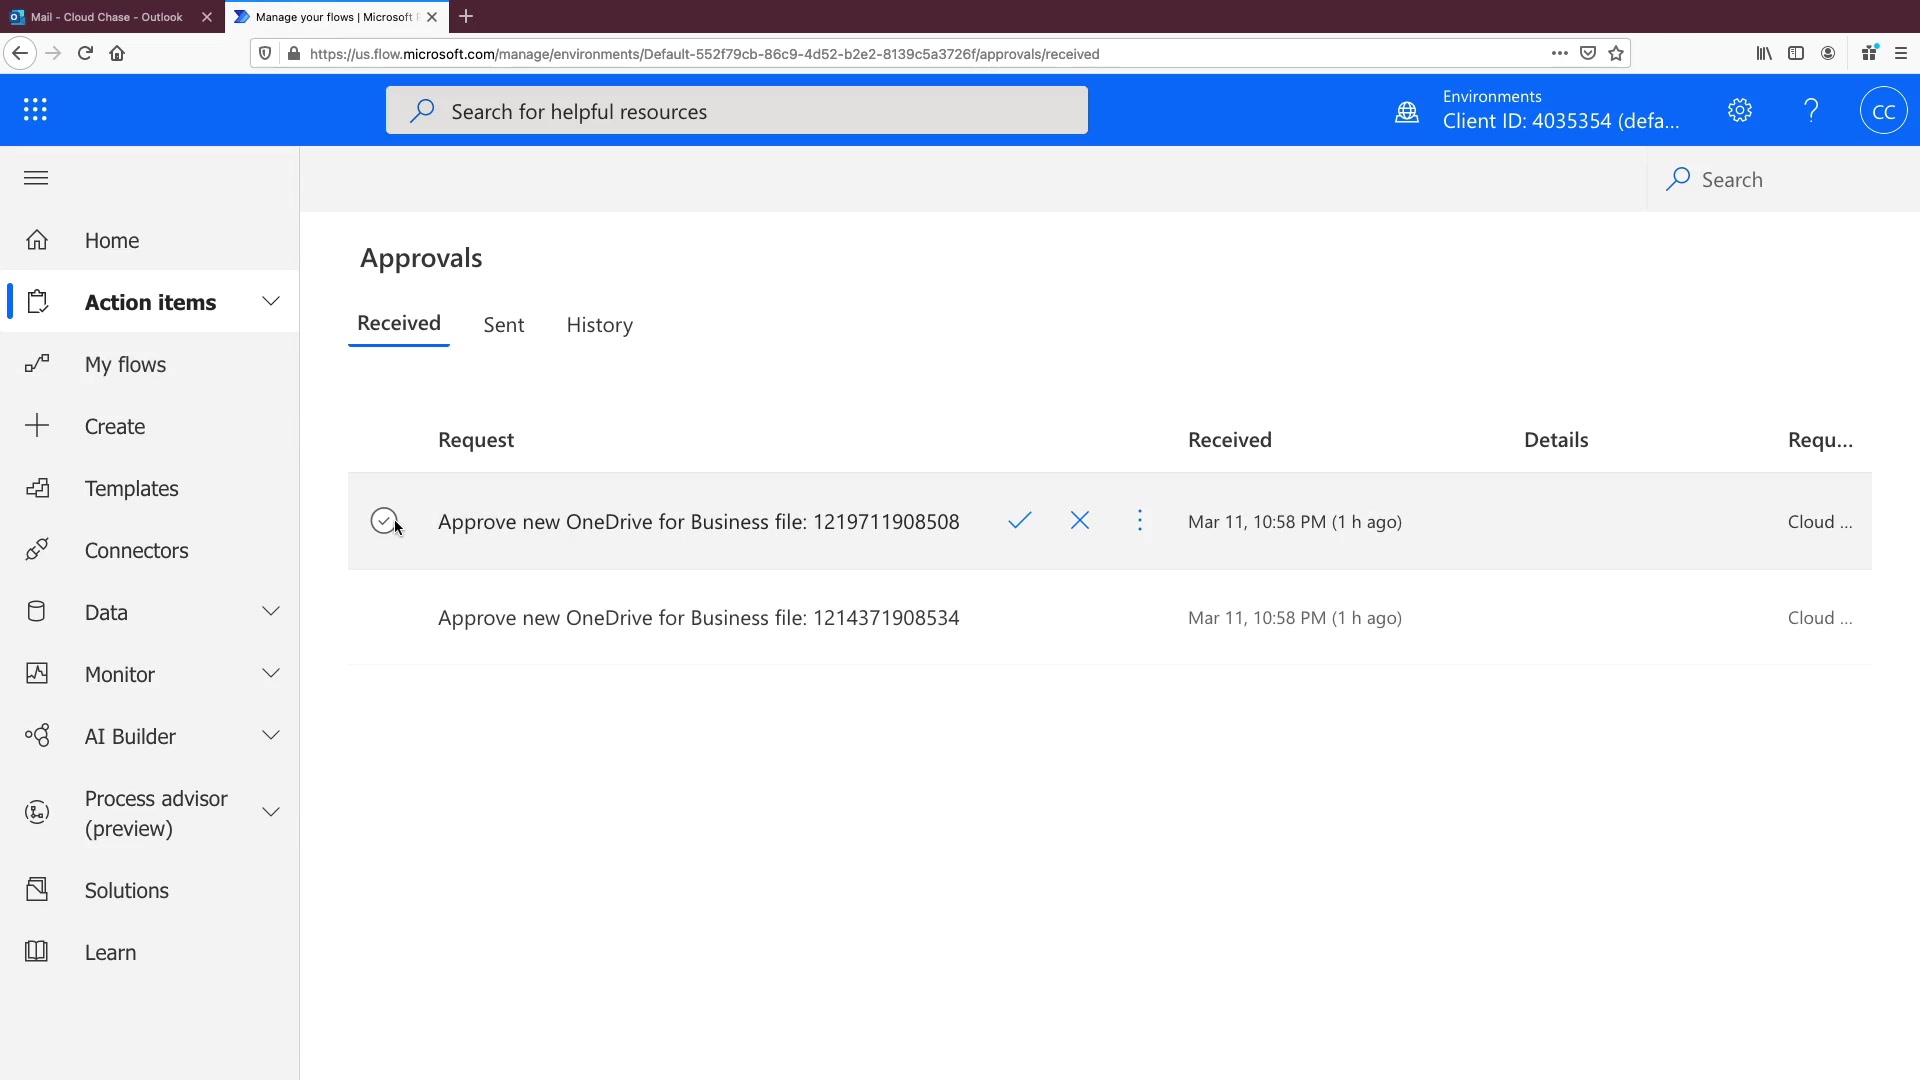 Mail - Cloud Chase - Outlook
Manage your flows | Microsoft P
https://us.flow.microsoft.com/manage/environments/Default-552f79cb-86c9-4d52-b2e2-8139c5a3726f/approvals/received
Search for helpful resources
Environments
Client ID: 4035354 (defa...
CC
Search
Home
Action items
My flows
Create
Templates
Connectors
Data
Monitor
AI Builder
Process advisor
(preview)
Solutions
Learn
Approvals
Received Sent History
Request Received Details Requ...
Approve new OneDrive for Business file: 1219711908508 Mar 11, 10:58 PM (1 h ago) Cloud ...
Approve new OneDrive for Business file: 1214371908534 Mar 11, 10:58 PM (1 h ago) Cloud ...